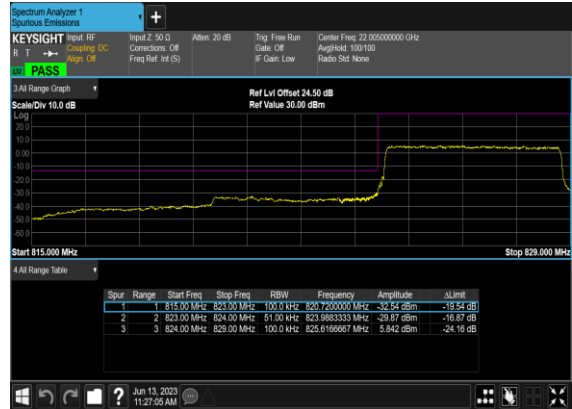 Spectrum Analyzer 1
Spurious Emissions
KEYSIGHT Input: RF Input Z: 50 Ω Atten: 20 dB Trig: Free Run Center Freq: 22.005000000 GHz
R T Coupling: DC Corrections: Off Gate: Off Avg|Hold: 100/100
Align: Off Freq Ref: Int (S) IF Gain: Low Radio Std: None
PASS
3 All Range Graph
Ref Lvl Offset 24.50 dB
Scale/Div 10.0 dB Ref Value 30.00 dBm
Log
20.0
10.0
0.00
-10.0
-20.0
-30.0
-40.0
-50.0
-60.0
Start 815.000 MHz Stop 829.000 MHz
4 All Range Table
Spur Range Start Freq Stop Freq RBW Frequency Amplitude ΔLimit
1 1 815.00 MHz 823.00 MHz 100.0 kHz 820.7200000 MHz -32.54 dBm -19.54 dB
2 2 823.00 MHz 824.00 MHz 51.00 kHz 823.9883333 MHz -29.87 dBm -16.87 dB
3 3 824.00 MHz 829.00 MHz 100.0 kHz 825.6166667 MHz 5.842 dBm -24.16 dB
Jun 13, 2023
11:27:05 AM